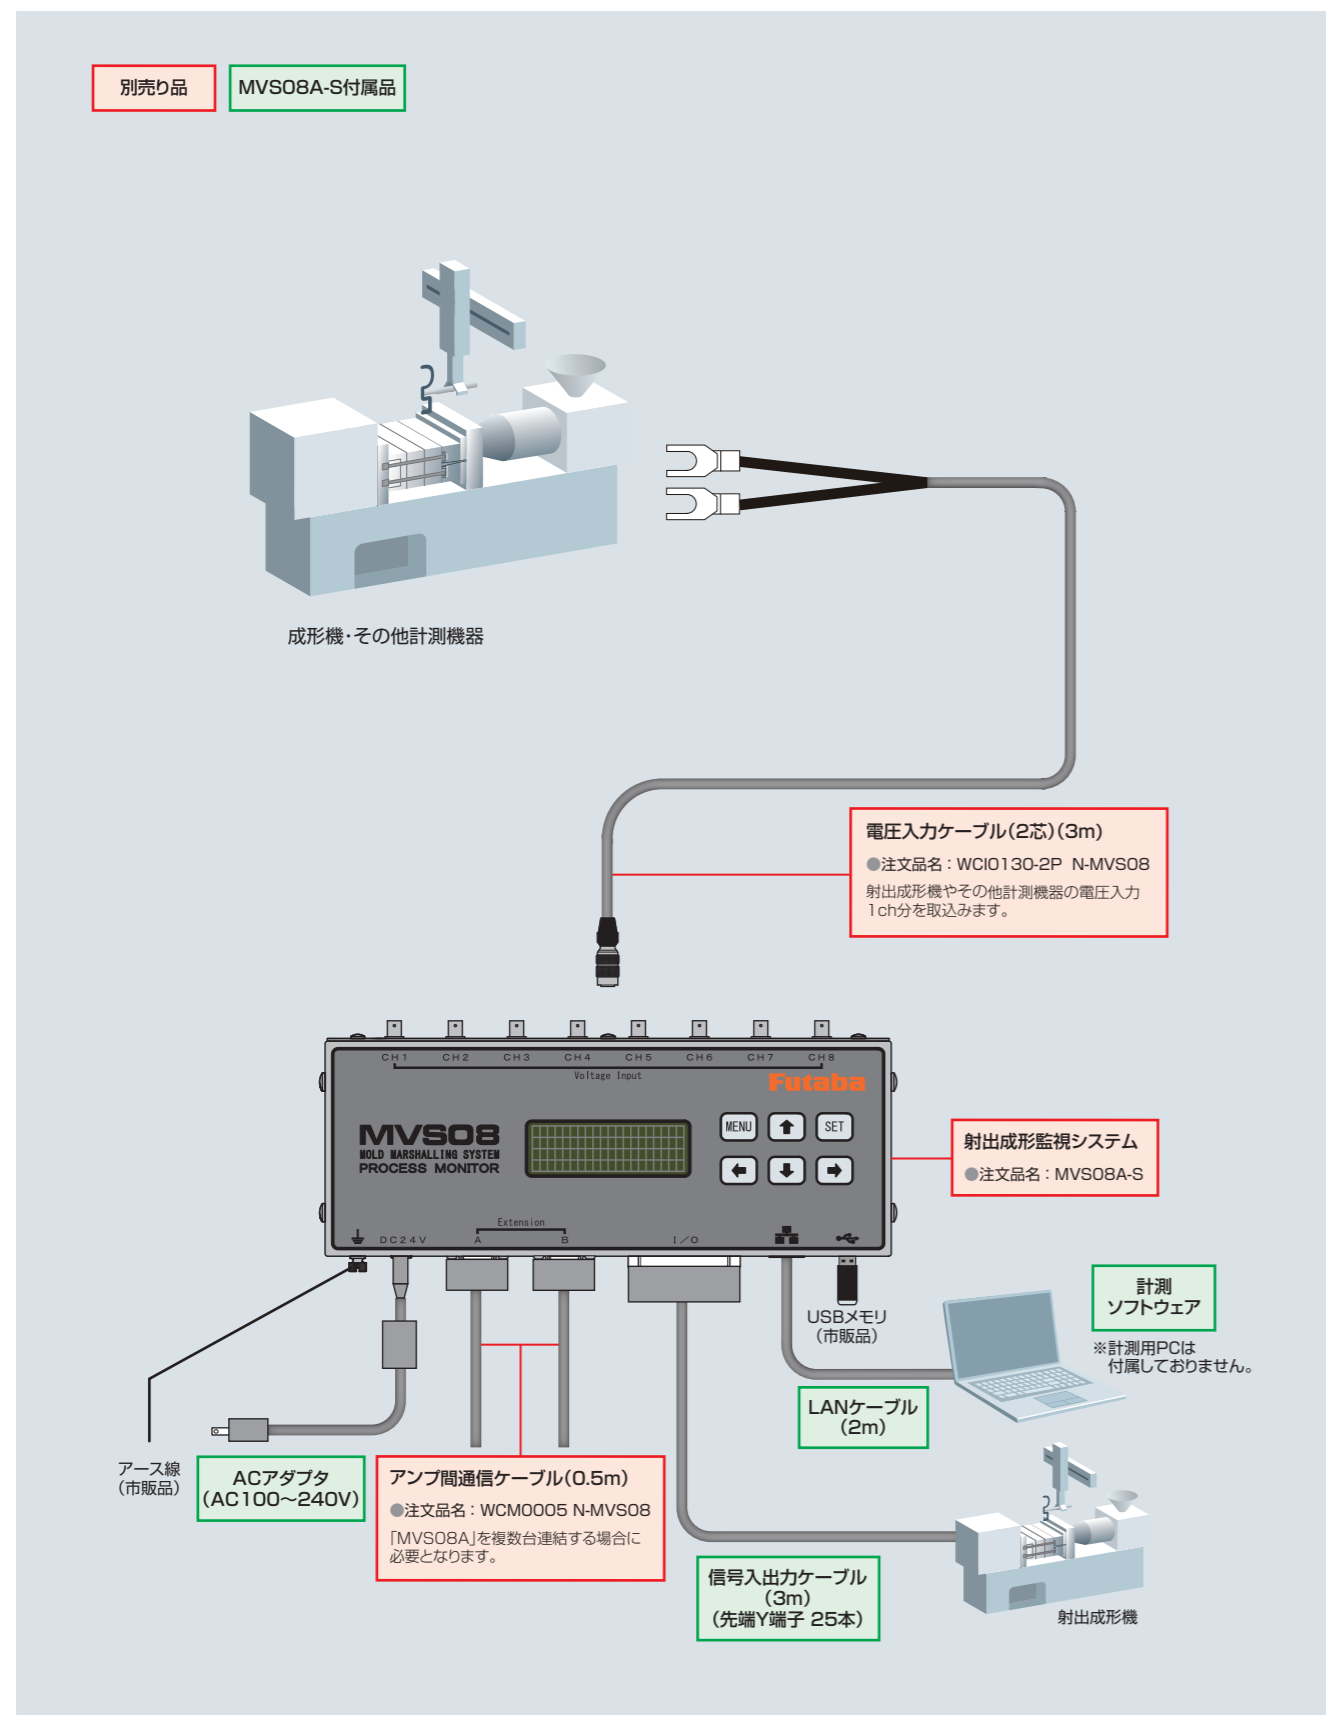 別売り品
MVS08A-S付属品
成形機・その他計測機器
電圧入力ケーブル(2芯)(3m)
●注文品名：WCI0130-2P N-MVS08
射出成形機やその他計測機器の電圧入力
1ch分を取込みます。
CH1 CH2 CH3 CH4 CH5 CH6 CH7 CH8
Voltage Input
Futaba
MVS08
MOLD MARSHALLING SYSTEM
PROCESS MONITOR
MENU
SET
射出成形監視システム
●注文品名：MVS08A-S
Extension
DC24V A B I/O
USBメモリ
(市販品)
計測
ソフトウェア
※計測用PCは
付属しておりません。
LANケーブル
(2m)
アース線
(市販品)
ACアダプタ
(AC100〜240V)
アンプ間通信ケーブル(0.5m)
●注文品名：WCM0005 N-MVS08
「MVS08A」を複数台連結する場合に
必要となります。
信号入出力ケーブル
(3m)
(先端Y端子 25本)
射出成形機